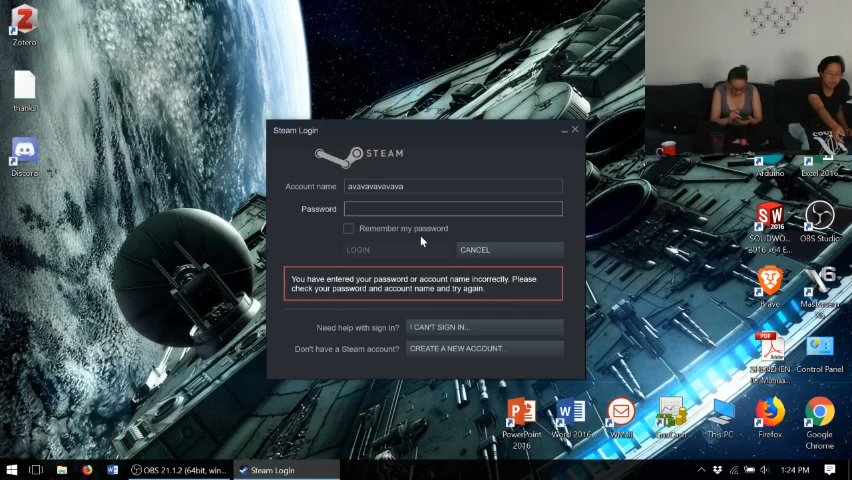 Zotero
thanks
Discord
Steam Login
STEAM
Account name
avavavavavava
Password
Remember my password
LOGIN
CANCEL
You have entered your password or account name incorrectly. Please
check your password and account name and try again.
Need help with sign in?
I CAN'T SIGN IN...
Don't have a Steam account?
CREATE A NEW ACCOUNT
Arduino
Excel 2016
SOLIDWO...
2016 x64 E...
OBS Studio
Brave
Control Panel
PowerPoint
2016
Word 2016
This PC
Firefox
Google
Chrome
OBS 21.1.2 (64bit, win...
Steam Login
1:24 PM